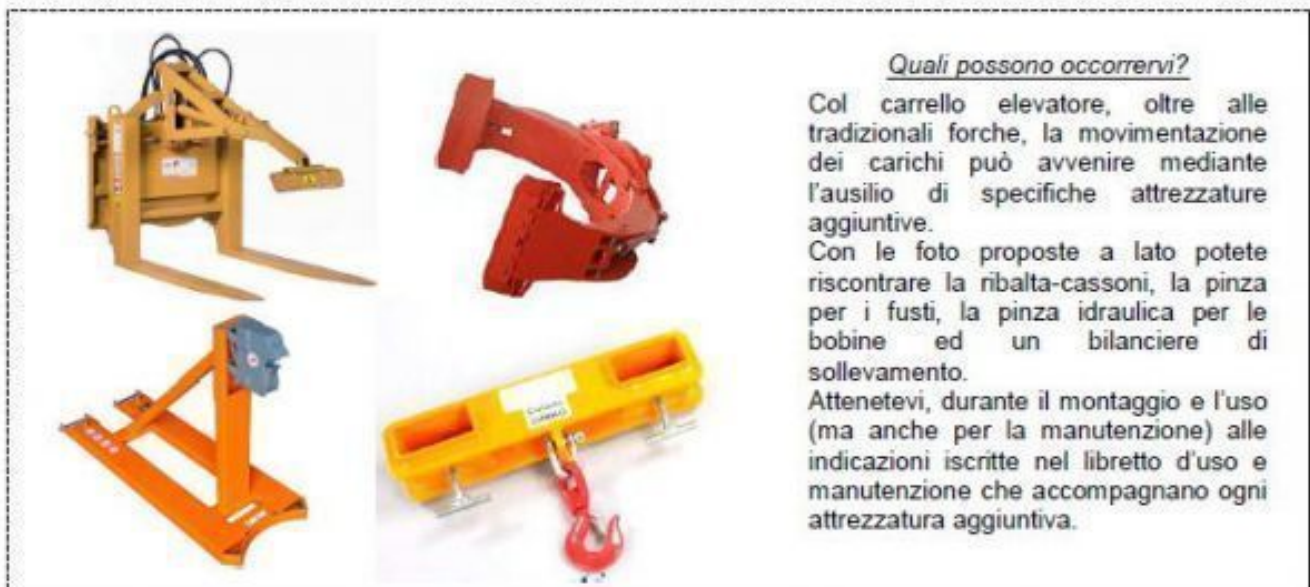 Quali possono occorrervi?
Col carrello elevatore, oltre alle
tradizionali forche, la movimentazione
dei carichi può avvenire mediante
l'ausilio di specifiche attrezzature
aggiuntive.
Con le foto proposte a lato potete
riscontrare la ribalta-cassoni, la pinza
per i fusti, la pinza idraulica per le
bobine ed un bilanciere di
sollevamento.
Attenetevi, durante il montaggio e l'uso
(ma anche per la manutenzione) alle
indicazioni iscritte nel libretto d'uso e
manutenzione che accompagnano ogni
attrezzatura aggiuntiva.